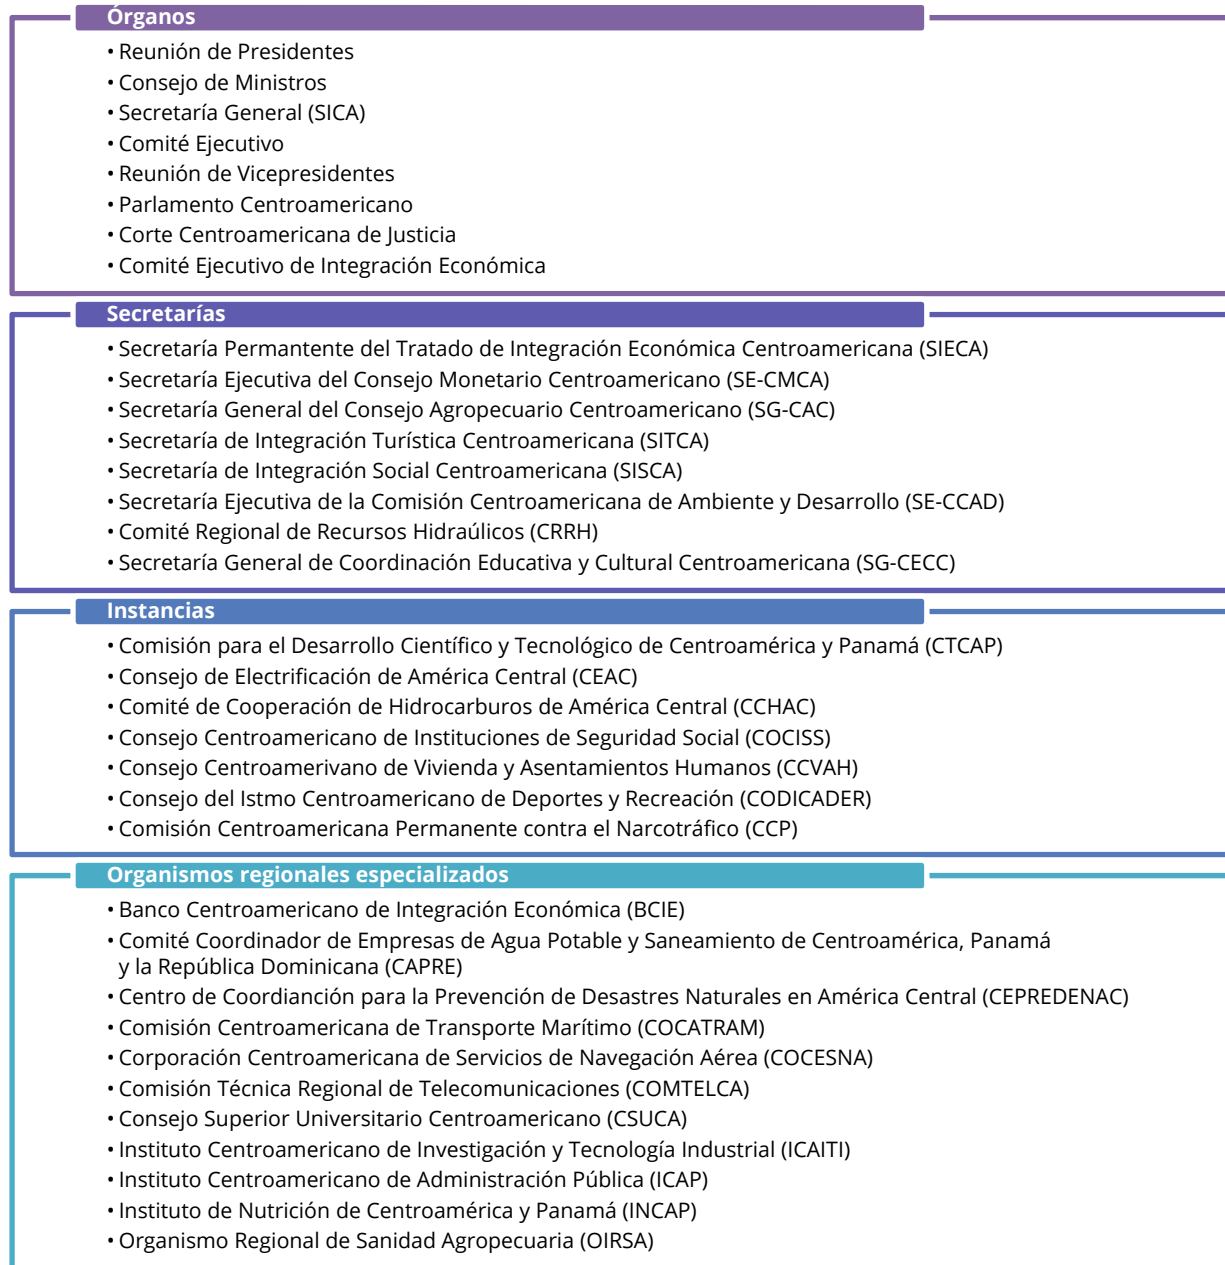 Órganos
• Reunión de Presidentes
• Consejo de Ministros
• Secretaría General (SICA)
• Comité Ejecutivo
• Reunión de Vicepresidentes
• Parlamento Centroamericano
• Corte Centroamericana de Justicia
• Comité Ejecutivo de Integración Económica
Secretarías
• Secretaría Permantente del Tratado de Integración Económica Centroamericana (SIECA)
• Secretaría Ejecutiva del Consejo Monetario Centroamericano (SE-CMCA)
• Secretaría General del Consejo Agropecuario Centroamericano (SG-CAC)
• Secretaría de Integración Turística Centroamericana (SITCA)
• Secretaría de Integración Social Centroamericana (SISCA)
• Secretaría Ejecutiva de la Comisión Centroamericana de Ambiente y Desarrollo (SE-CCAD)
• Comité Regional de Recursos Hidraúlicos (CRRH)
• Secretaría General de Coordinación Educativa y Cultural Centroamericana (SG-CECC)
Instancias
• Comisión para el Desarrollo Científico y Tecnológico de Centroamérica y Panamá (CTCAP)
• Consejo de Electrificación de América Central (CEAC)
• Comité de Cooperación de Hidrocarburos de América Central (CCHAC)
• Consejo Centroamericano de Instituciones de Seguridad Social (COCISS)
• Consejo Centroamerivano de Vivienda y Asentamientos Humanos (CCVAH)
• Consejo del Istmo Centroamericano de Deportes y Recreación (CODICADER)
• Comisión Centroamericana Permanente contra el Narcotráfico (CCP)
Organismos regionales especializados
• Banco Centroamericano de Integración Económica (BCIE)
• Comité Coordinador de Empresas de Agua Potable y Saneamiento de Centroamérica, Panamá
y la República Dominicana (CAPRE)
• Centro de Coordianción para la Prevención de Desastres Naturales en América Central (CEPREDENAC)
• Comisión Centroamericana de Transporte Marítimo (COCATRAM)
• Corporación Centroamericana de Servicios de Navegación Aérea (COCESNA)
• Comisión Técnica Regional de Telecomunicaciones (COMTELCA)
• Consejo Superior Universitario Centroamericano (CSUCA)
• Instituto Centroamericano de Investigación y Tecnología Industrial (ICAITI)
• Instituto Centroamericano de Administración Pública (ICAP)
• Instituto de Nutrición de Centroamérica y Panamá (INCAP)
• Organismo Regional de Sanidad Agropecuaria (OIRSA)